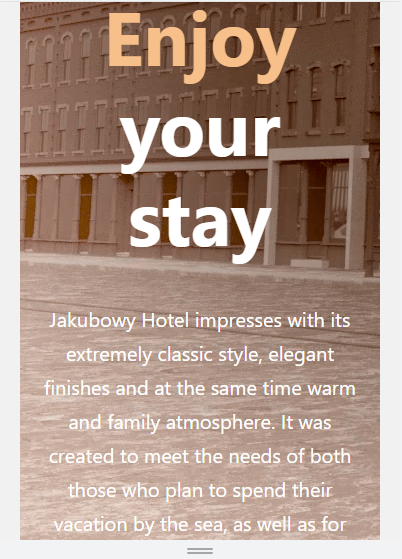 Enjoy
your
stay
Jakubowy Hotel impresses with its
extremely classic style, elegant
finishes and at the same time warm
and family atmosphere. It was
created to meet the needs of both
those who plan to spend their
vacation by the sea, as well as for